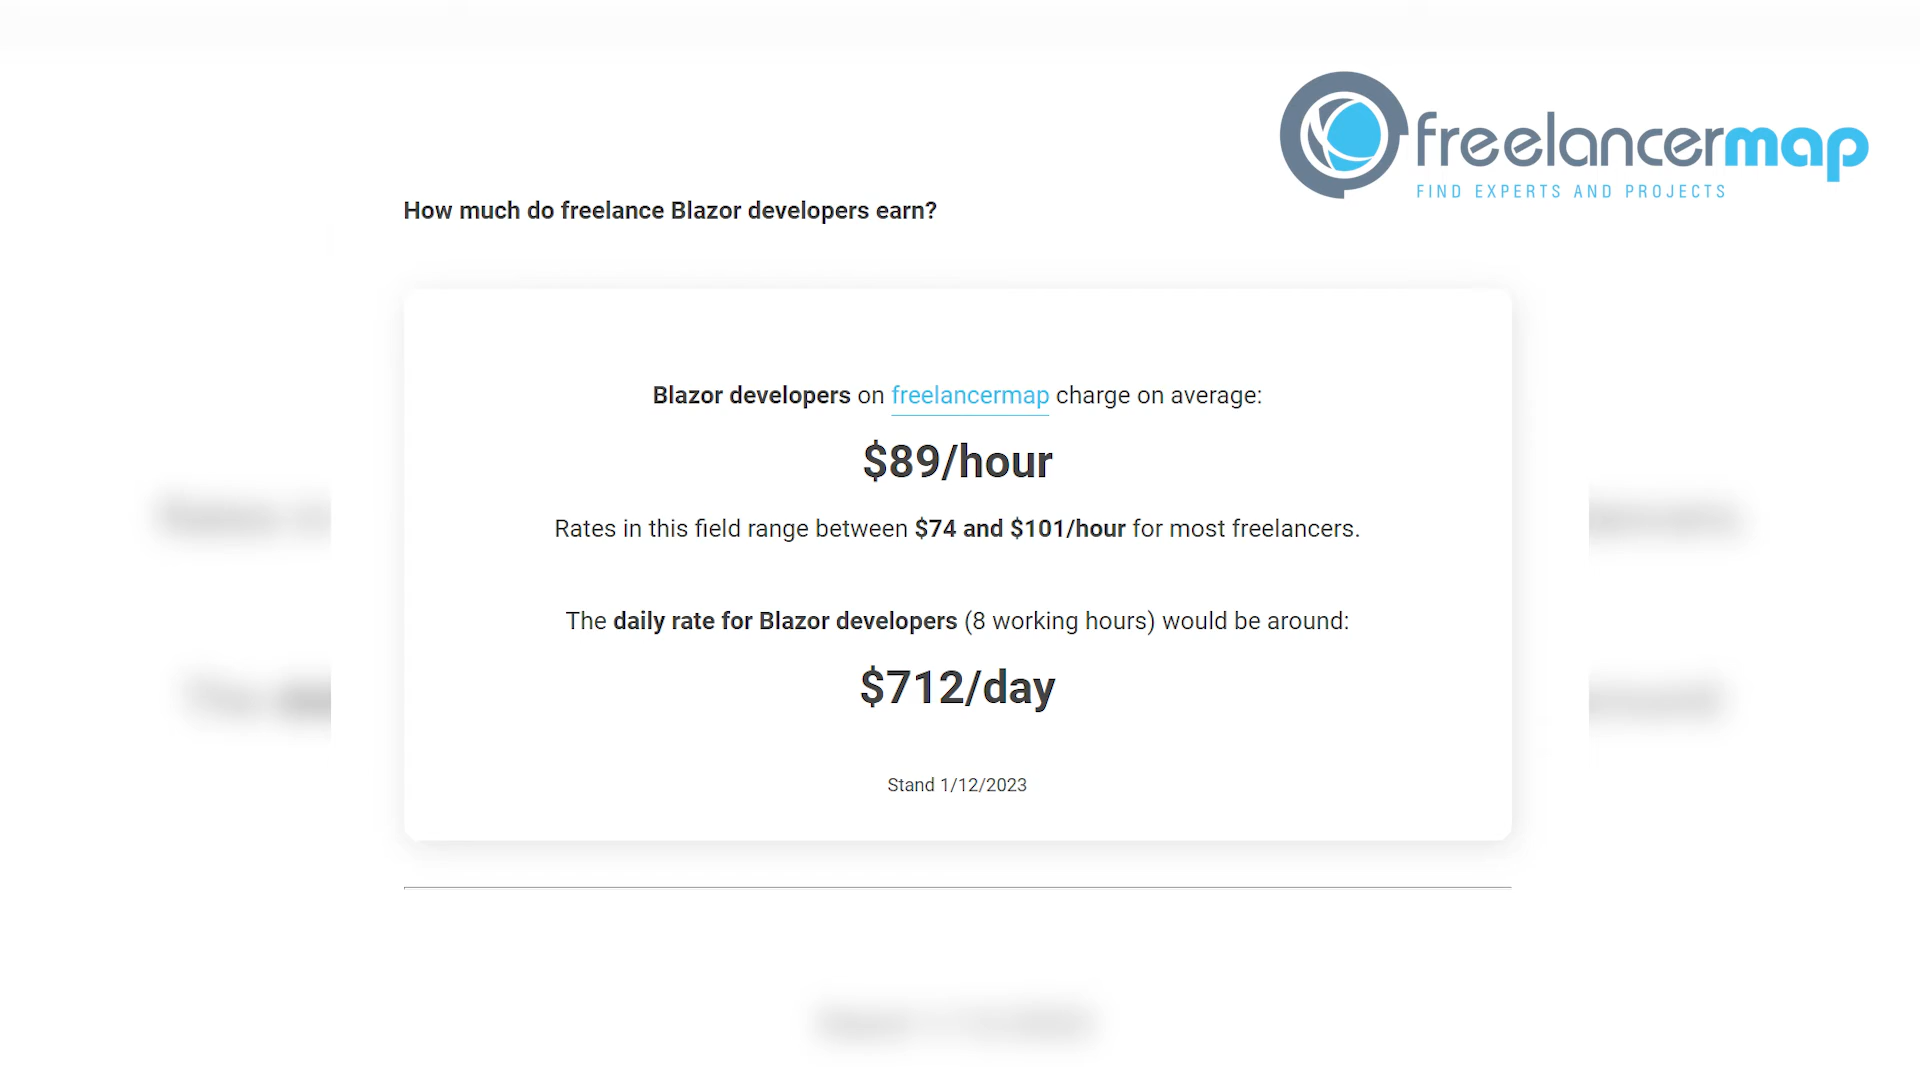 freelancermap
FIND EXPERTS AND PROJECTS
How much do freelance Blazor developers earn?
Blazor developers on freelancermap charge on average:
$89/hour
Rates in this field range between $74 and $101/hour for most freelancers.
The daily rate for Blazor developers (8 working hours) would be around:
$712/day
Stand 1/12/2023